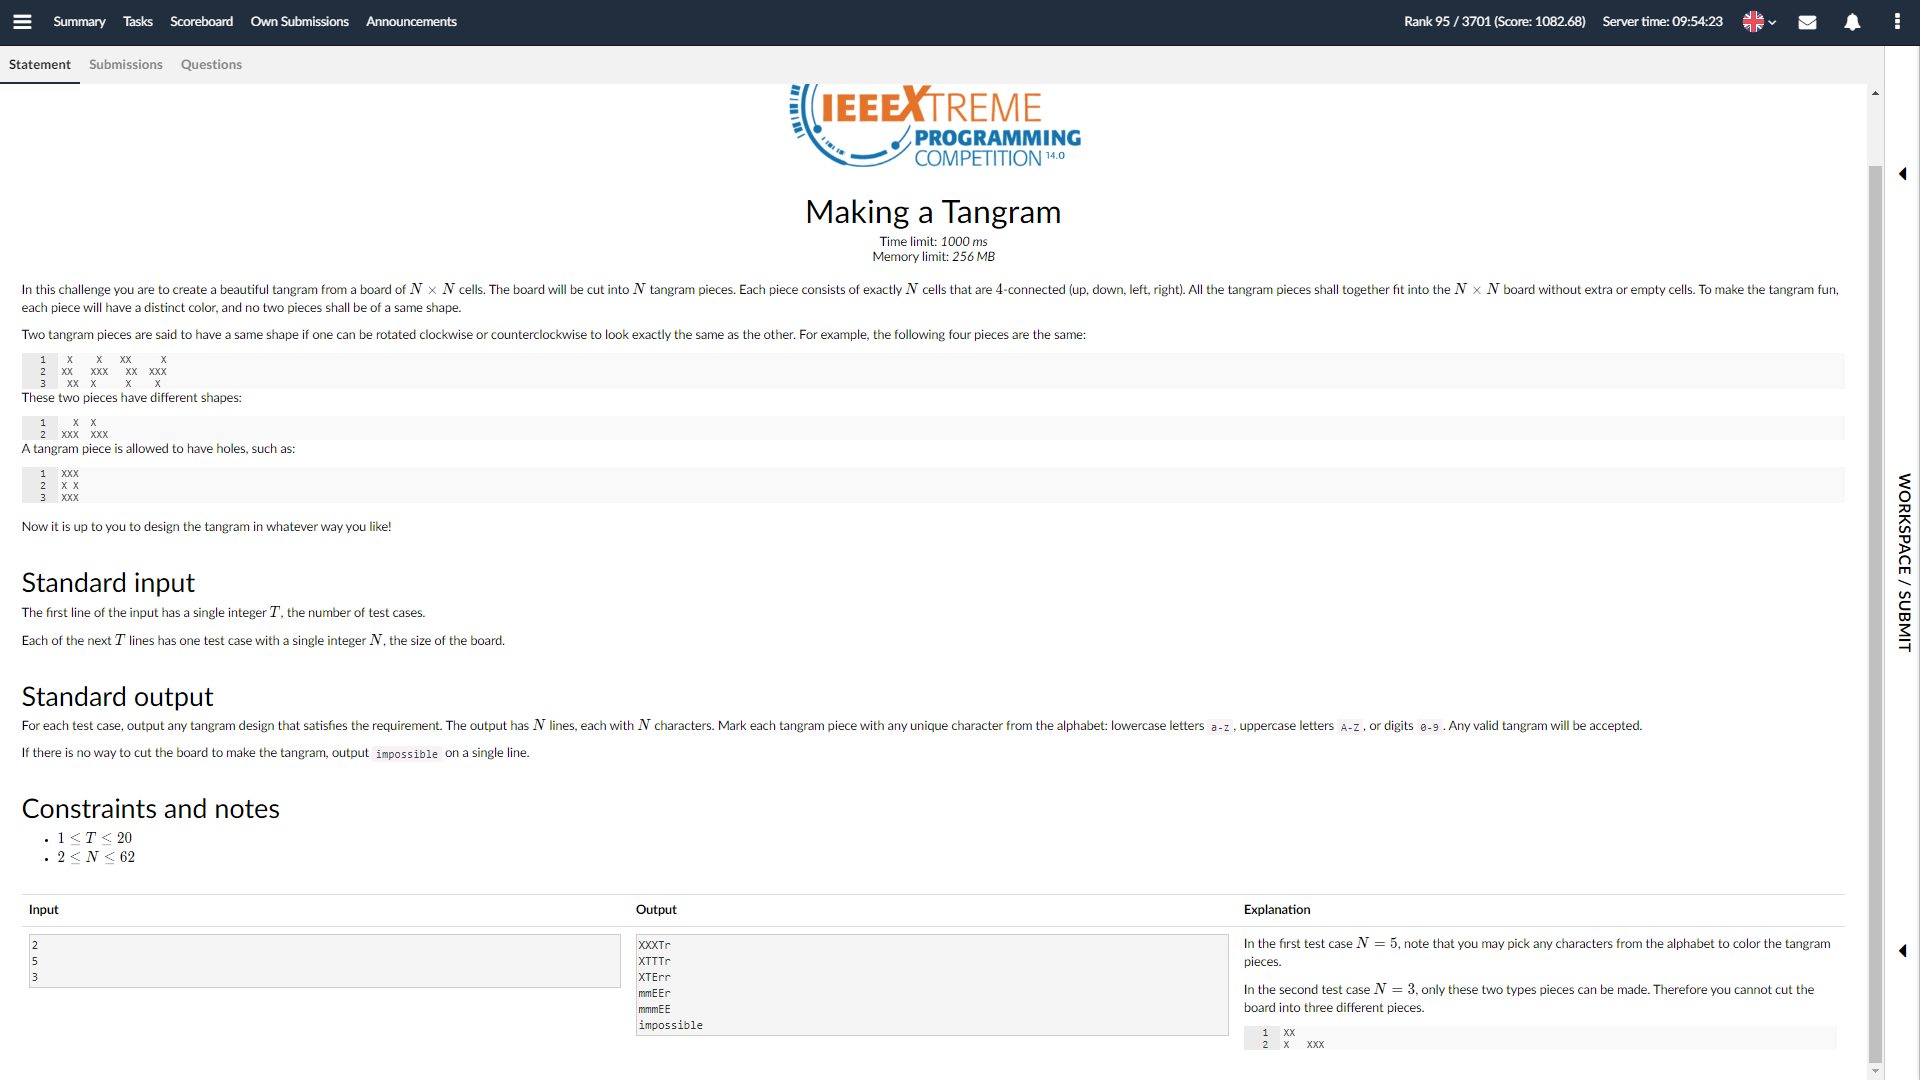 Summary Tasks Scoreboard Own Submissions Announcements Rank 95 / 3701 (Score: 1082.68) Server time: 09:54:23
Statement Submissions Questions
IEEEXTREME
PROGRAMMING
COMPETITION 14.0
Making a Tangram
Time limit: 1000 ms
Memory limit: 256 MB
In this challenge you are to create a beautiful tangram from a board of N × N cells. The board will be cut into N tangram pieces. Each piece consists of exactly N cells that are 4-connected (up, down, left, right). All the tangram pieces shall together fit into the N × N board without extra or empty cells. To make the tangram fun,
each piece will have a distinct color, and no two pieces shall be of a same shape.
Two tangram pieces are said to have a same shape if one can be rotated clockwise or counterclockwise to look exactly the same as the other. For example, the following four pieces are the same:
1  X    X   XX     X
2 XX   XXX   XX  XXX
3  XX  X     X    X
These two pieces have different shapes:
1   X  X
2 XXX  XXX
A tangram piece is allowed to have holes, such as:
1 XXX
2 X X
3 XXX
Now it is up to you to design the tangram in whatever way you like!
Standard input
The first line of the input has a single integer T, the number of test cases.
Each of the next T lines has one test case with a single integer N, the size of the board.
Standard output
For each test case, output any tangram design that satisfies the requirement. The output has N lines, each with N characters. Mark each tangram piece with any unique character from the alphabet: lowercase letters a-z, uppercase letters A-Z, or digits 0-9. Any valid tangram will be accepted.
If there is no way to cut the board to make the tangram, output impossible on a single line.
Constraints and notes
• 1 ≤ T ≤ 20
• 2 ≤ N ≤ 62
Input Output Explanation
2
5
3
XXXTr
XTTTr
XTErr
mmEEr
mmmEE
impossible
In the first test case N = 5, note that you may pick any characters from the alphabet to color the tangram
pieces.
In the second test case N = 3, only these two types pieces can be made. Therefore you cannot cut the
board into three different pieces.
1 XX
2 X   XXX
WORKSPACE / SUBMIT